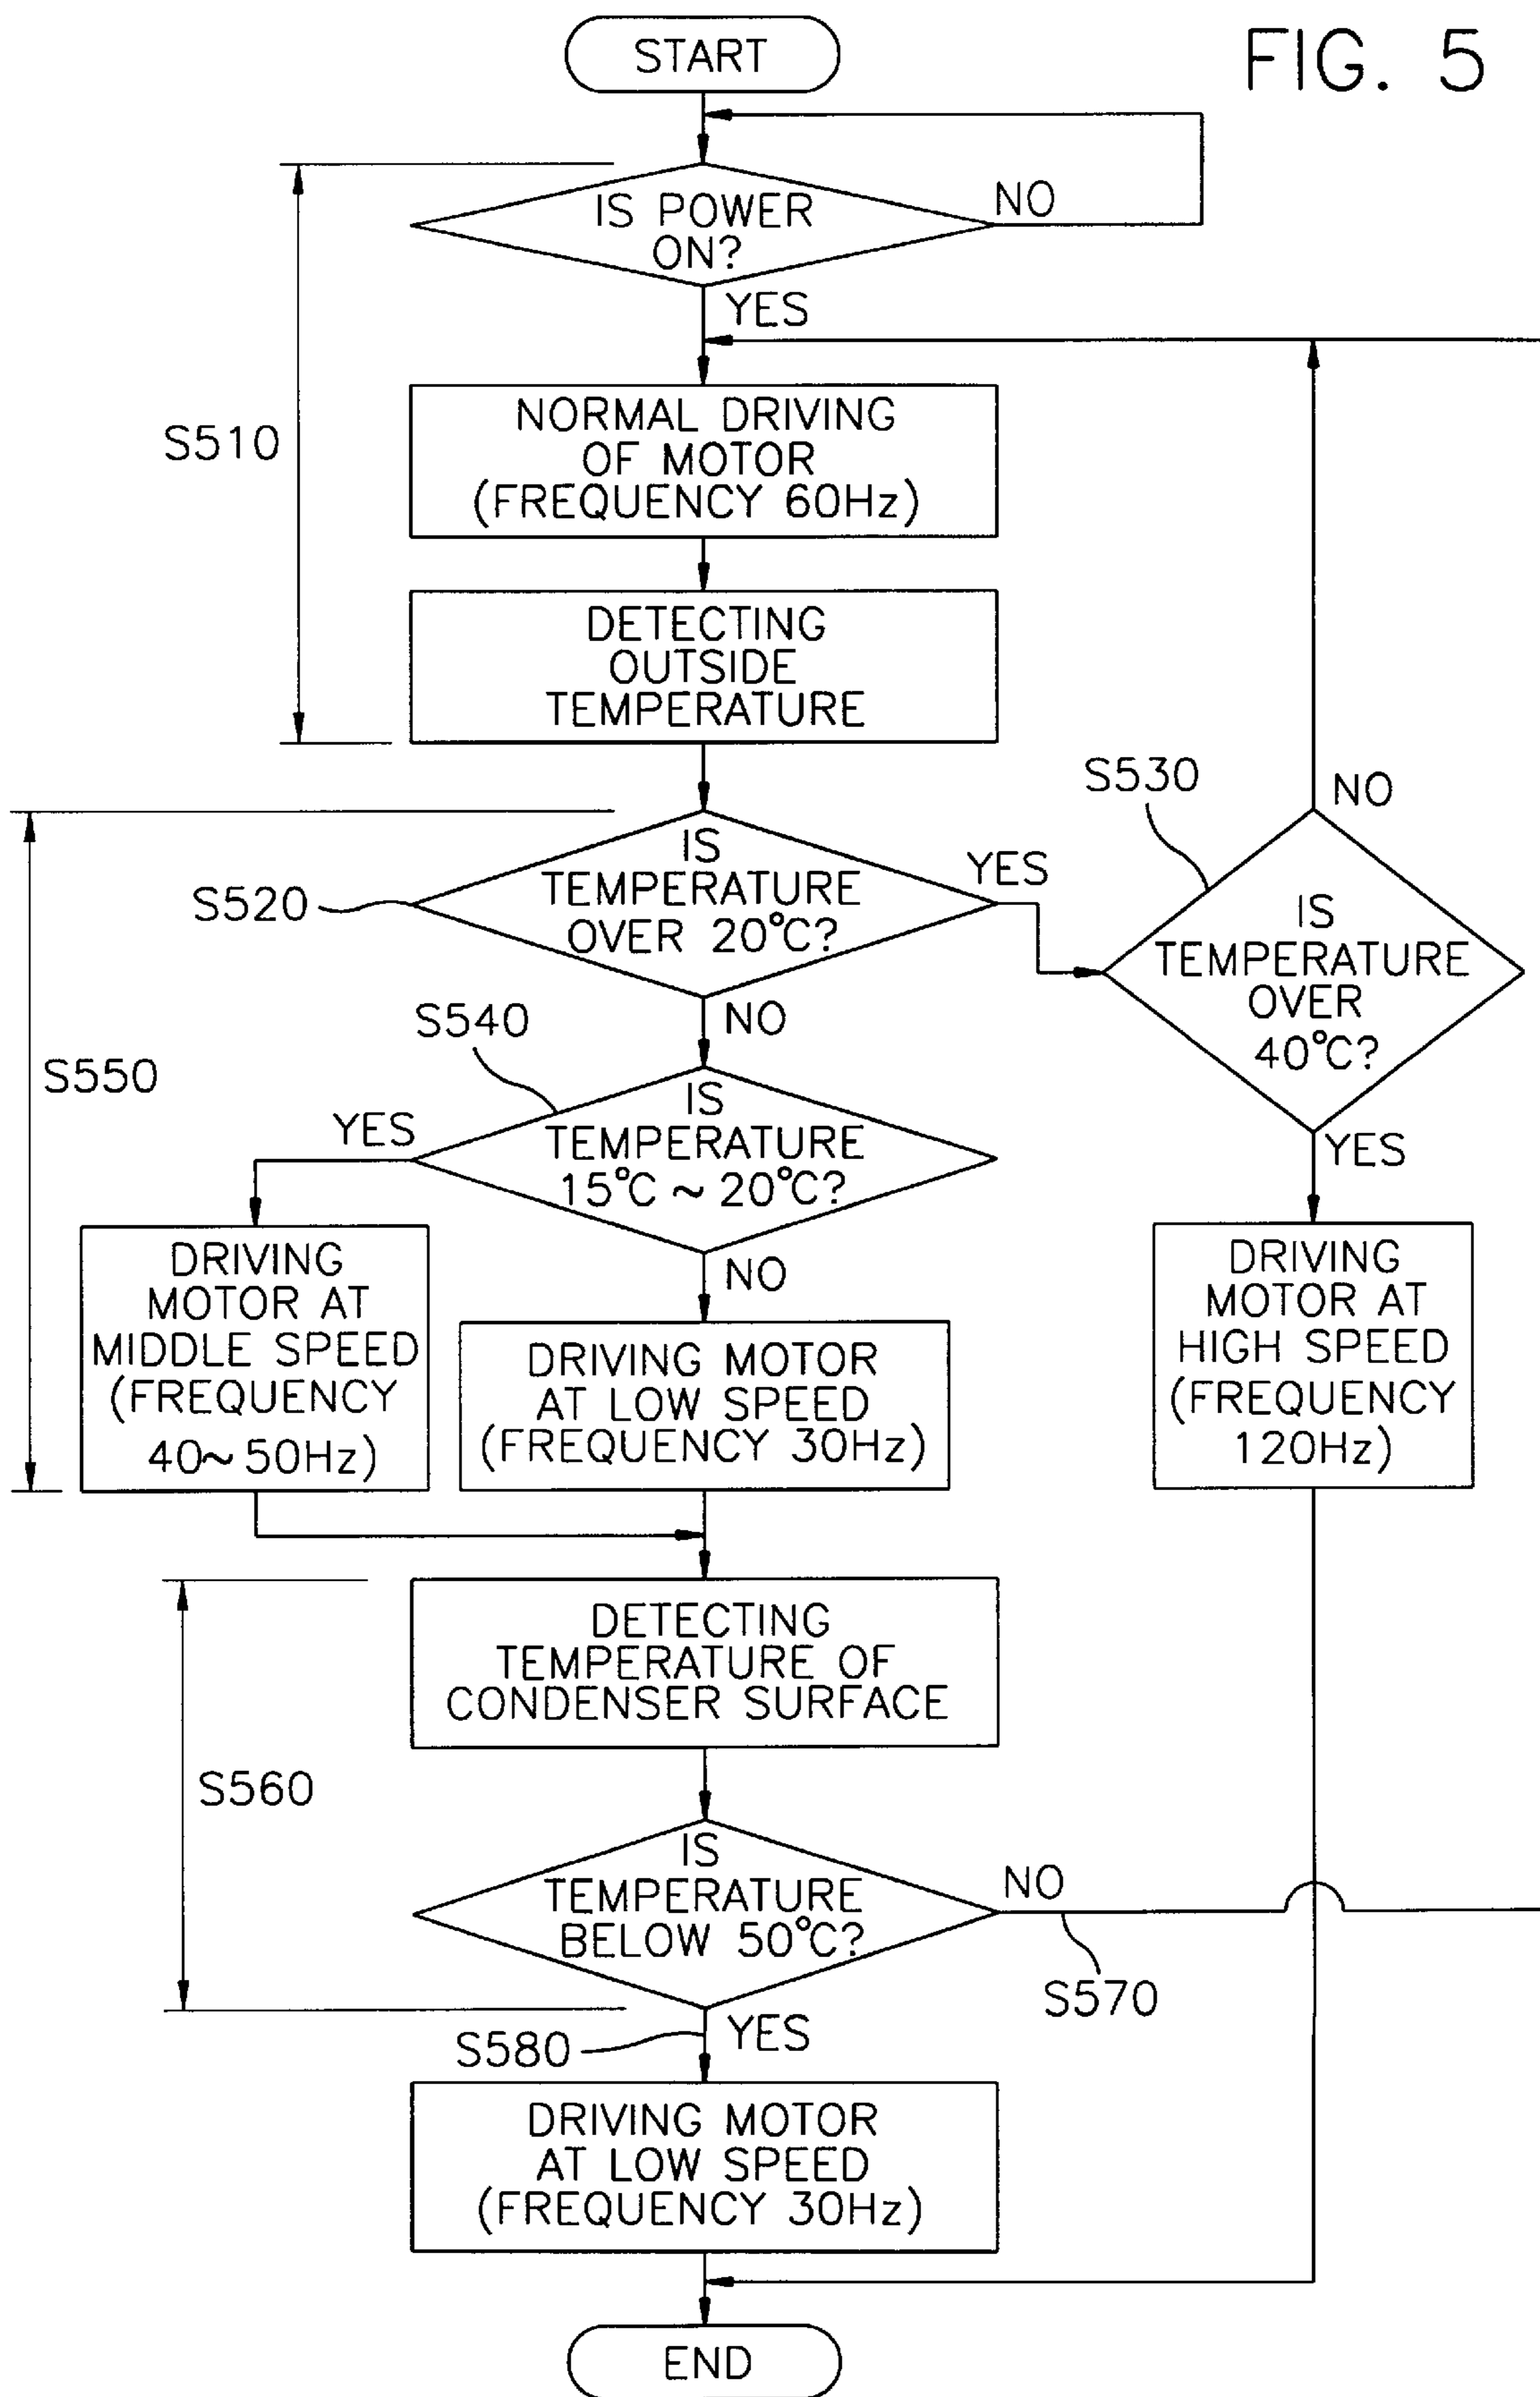 START
FIG. 5
IS POWER
ON?
NO
YES
S510
NORMAL DRIVING
OF MOTOR
(FREQUENCY 60Hz)
DETECTING
OUTSIDE
TEMPERATURE
S520
IS
TEMPERATURE
OVER 20°C?
YES
NO
S530
NO
IS
TEMPERATURE
OVER
40°C?
YES
S550
S540
IS
TEMPERATURE
15°C ~ 20°C?
YES
NO
DRIVING
MOTOR AT
MIDDLE SPEED
(FREQUENCY
40~ 50Hz)
DRIVING MOTOR
AT LOW SPEED
(FREQUENCY 30Hz)
DRIVING
MOTOR AT
HIGH SPEED
(FREQUENCY
120Hz)
S560
DETECTING
TEMPERATURE OF
CONDENSER SURFACE
IS
TEMPERATURE
BELOW 50°C?
NO
S570
S580
YES
DRIVING MOTOR
AT LOW SPEED
(FREQUENCY 30Hz)
END